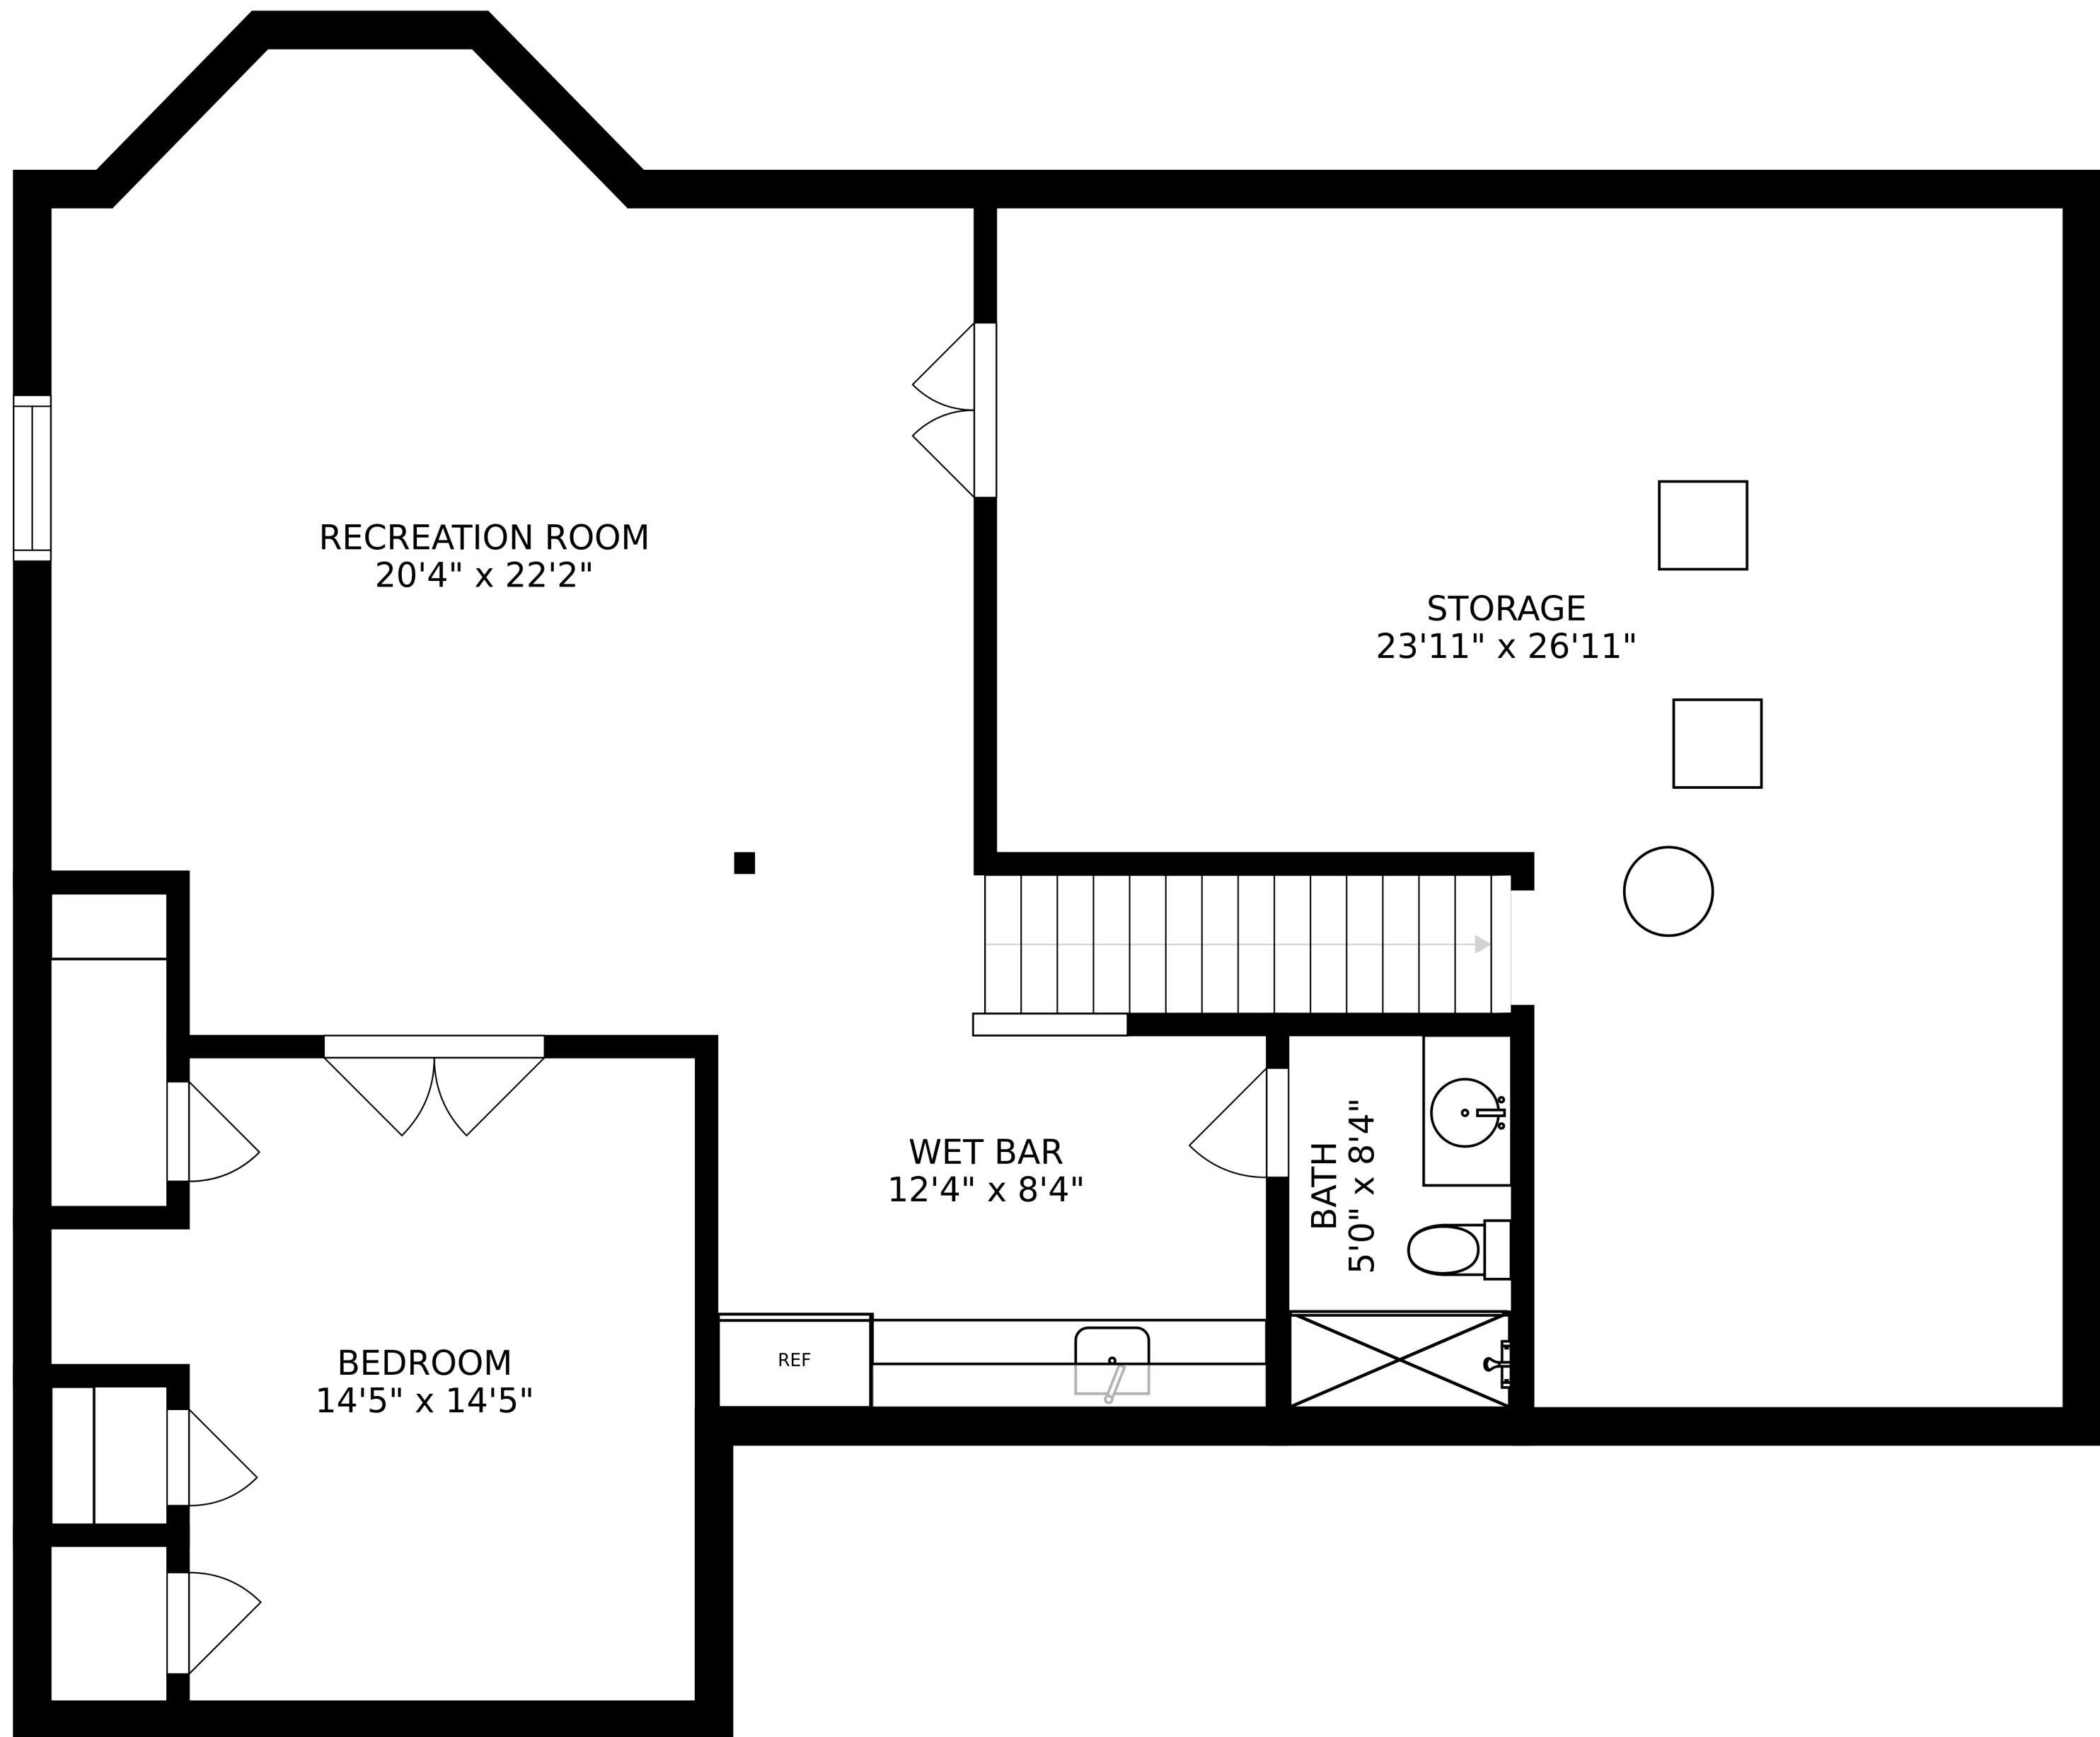 RECREATION ROOM
20'4" x 22'2"
STORAGE
23'11" x 26'11"
WET BAR
12'4" x 8'4"
BATH
5'0" x 8'4"
BEDROOM
14'5" x 14'5"
REF